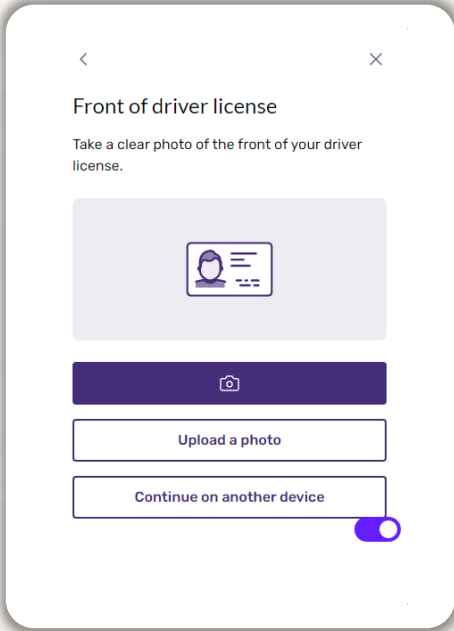 Front of driver license
Take a clear photo of the front of your driver
license.
Upload a photo
Continue on another device